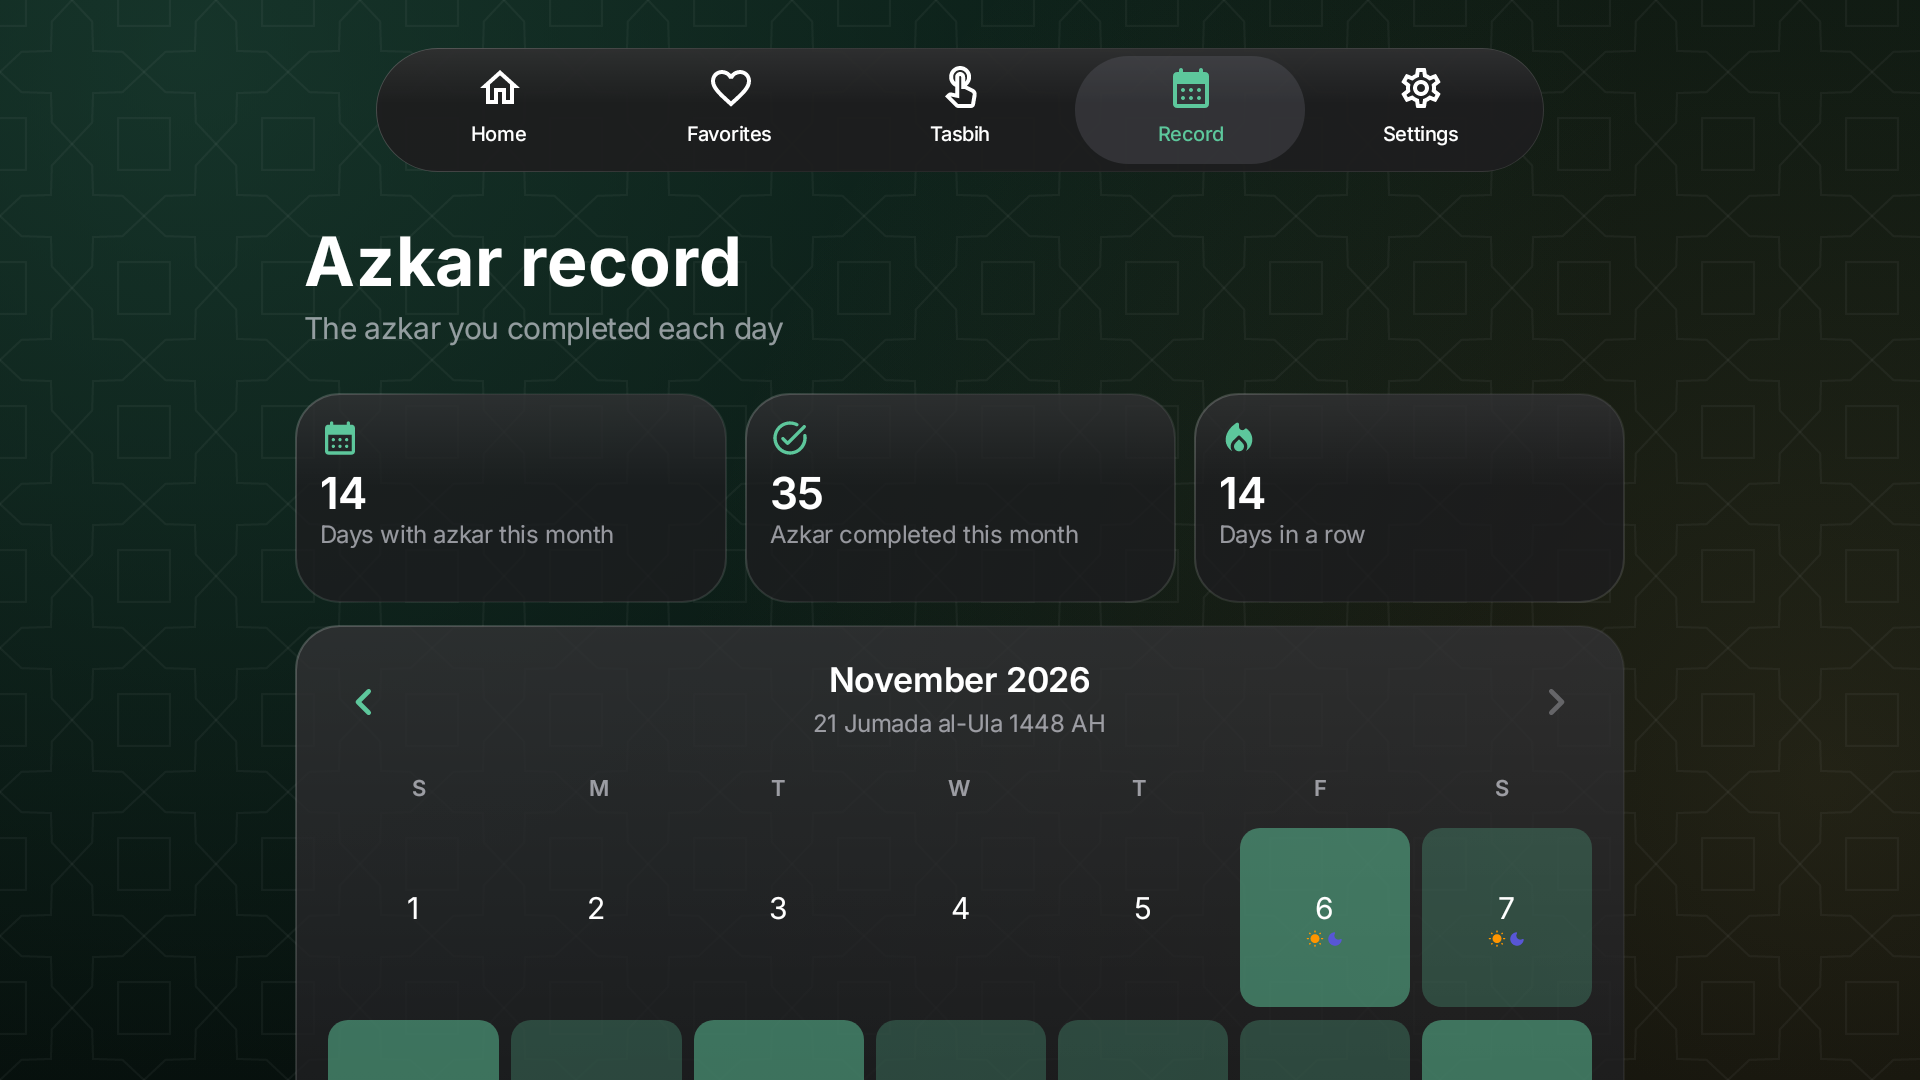 Home
Favorites
Tasbih
Record
Settings
Azkar record
The azkar you completed each day
14
Days with azkar this month
35
Azkar completed this month
14
Days in a row
November 2026
21 Jumada al-Ula 1448 AH
S M T W T F S
1 2 3 4 5 6 7